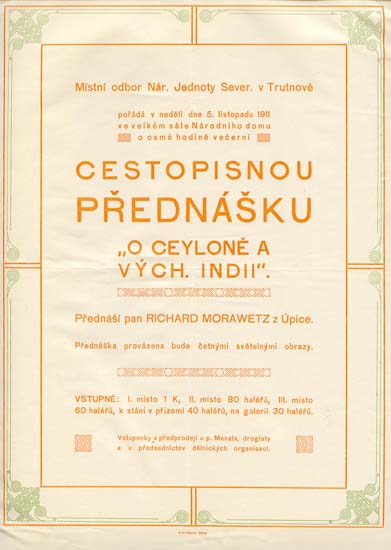 Místní odbor Nár. Jednoty Sever. v Trutnově
pořádá v neděli dne 5. listopadu 1911
ve velkém sále Národního domu
o osmé hodině večerní
CESTOPISNOU
PŘEDNÁŠKU
„O CEYLONĚ A
VÝCH. INDII“.
Přednáší pan RICHARD MORAWETZ z Úpice.
Přednáška provázena bude četnými světelnými obrazy.
VSTUPNÉ: I. místo 1 K, II. místo 80 haléřů, III. místo
60 haléřů, k stání v přízemí 40 haléřů, na galerii 30 haléřů.
Vstupenky v předprodeji u p. Menzla, drogisty
a u předsednictev dělnických organisací.